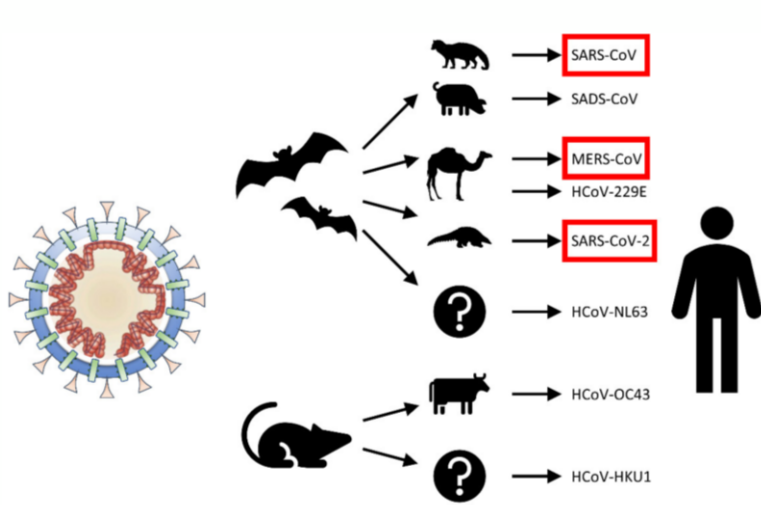 SARS-CoV
SADS-CoV
MERS-CoV
HCoV-229E
SARS-CoV-2
?
HCoV-NL63
HCoV-OC43
?
HCoV-HKU1